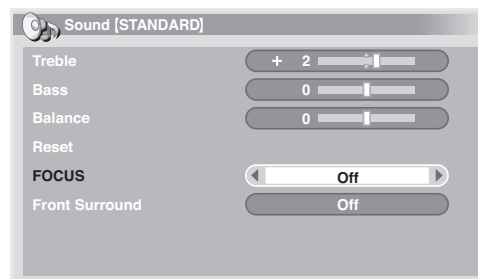 Sound [STANDARD]
Treble + 2
Bass 0
Balance 0
Reset
FOCUS Off
Front Surround Off